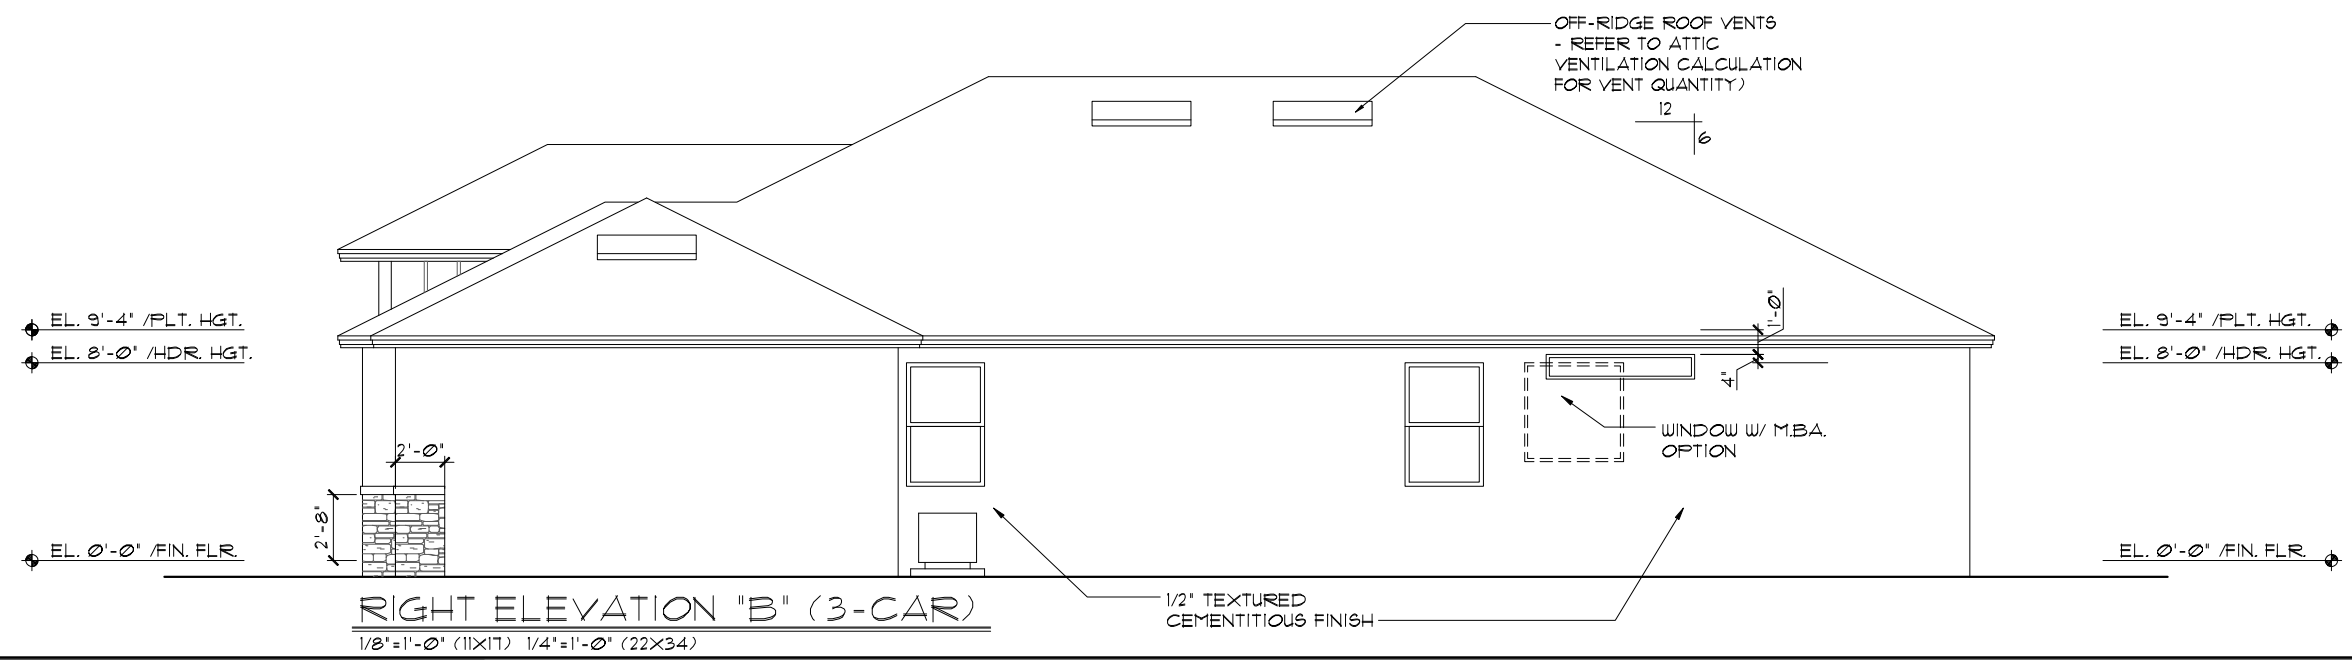 OFF-RIDGE ROOF VENTS
- REFER TO ATTIC
VENTILATION CALCULATION
FOR VENT QUANTITY)
12
6
EL. 9'-4" /PLT. HGT.
EL. 8'-0" /HDR. HGT.
1'-0"
EL. 9'-4" /PLT. HGT.
EL. 8'-0" /HDR. HGT.
4"
WINDOW W/ M.BA.
OPTION
2'-0"
2'-8"
EL. 0'-0" /FIN. FLR.
EL. 0'-0" /FIN. FLR.
1/2" TEXTURED
CEMENTITIOUS FINISH
RIGHT ELEVATION "B" (3-CAR)
1/8"=1'-0" (11X17) 1/4"=1'-0" (22X34)